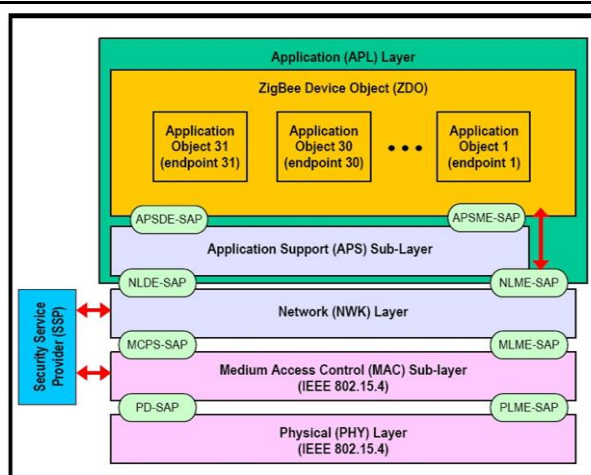 Application (APL) Layer
ZigBee Device Object (ZDO)
Application
Object 31
(endpoint 31)
Application
Object 30
(endpoint 30)
Application
Object 1
(endpoint 1)
APSDE-SAP
APSME-SAP
Application Support (APS) Sub-Layer
NLDE-SAP
NLME-SAP
Security Service
Provider (SSP)
Network (NWK) Layer
MCPS-SAP
MLME-SAP
Medium Access Control (MAC) Sub-layer
(IEEE 802.15.4)
PD-SAP
PLME-SAP
Physical (PHY) Layer
(IEEE 802.15.4)